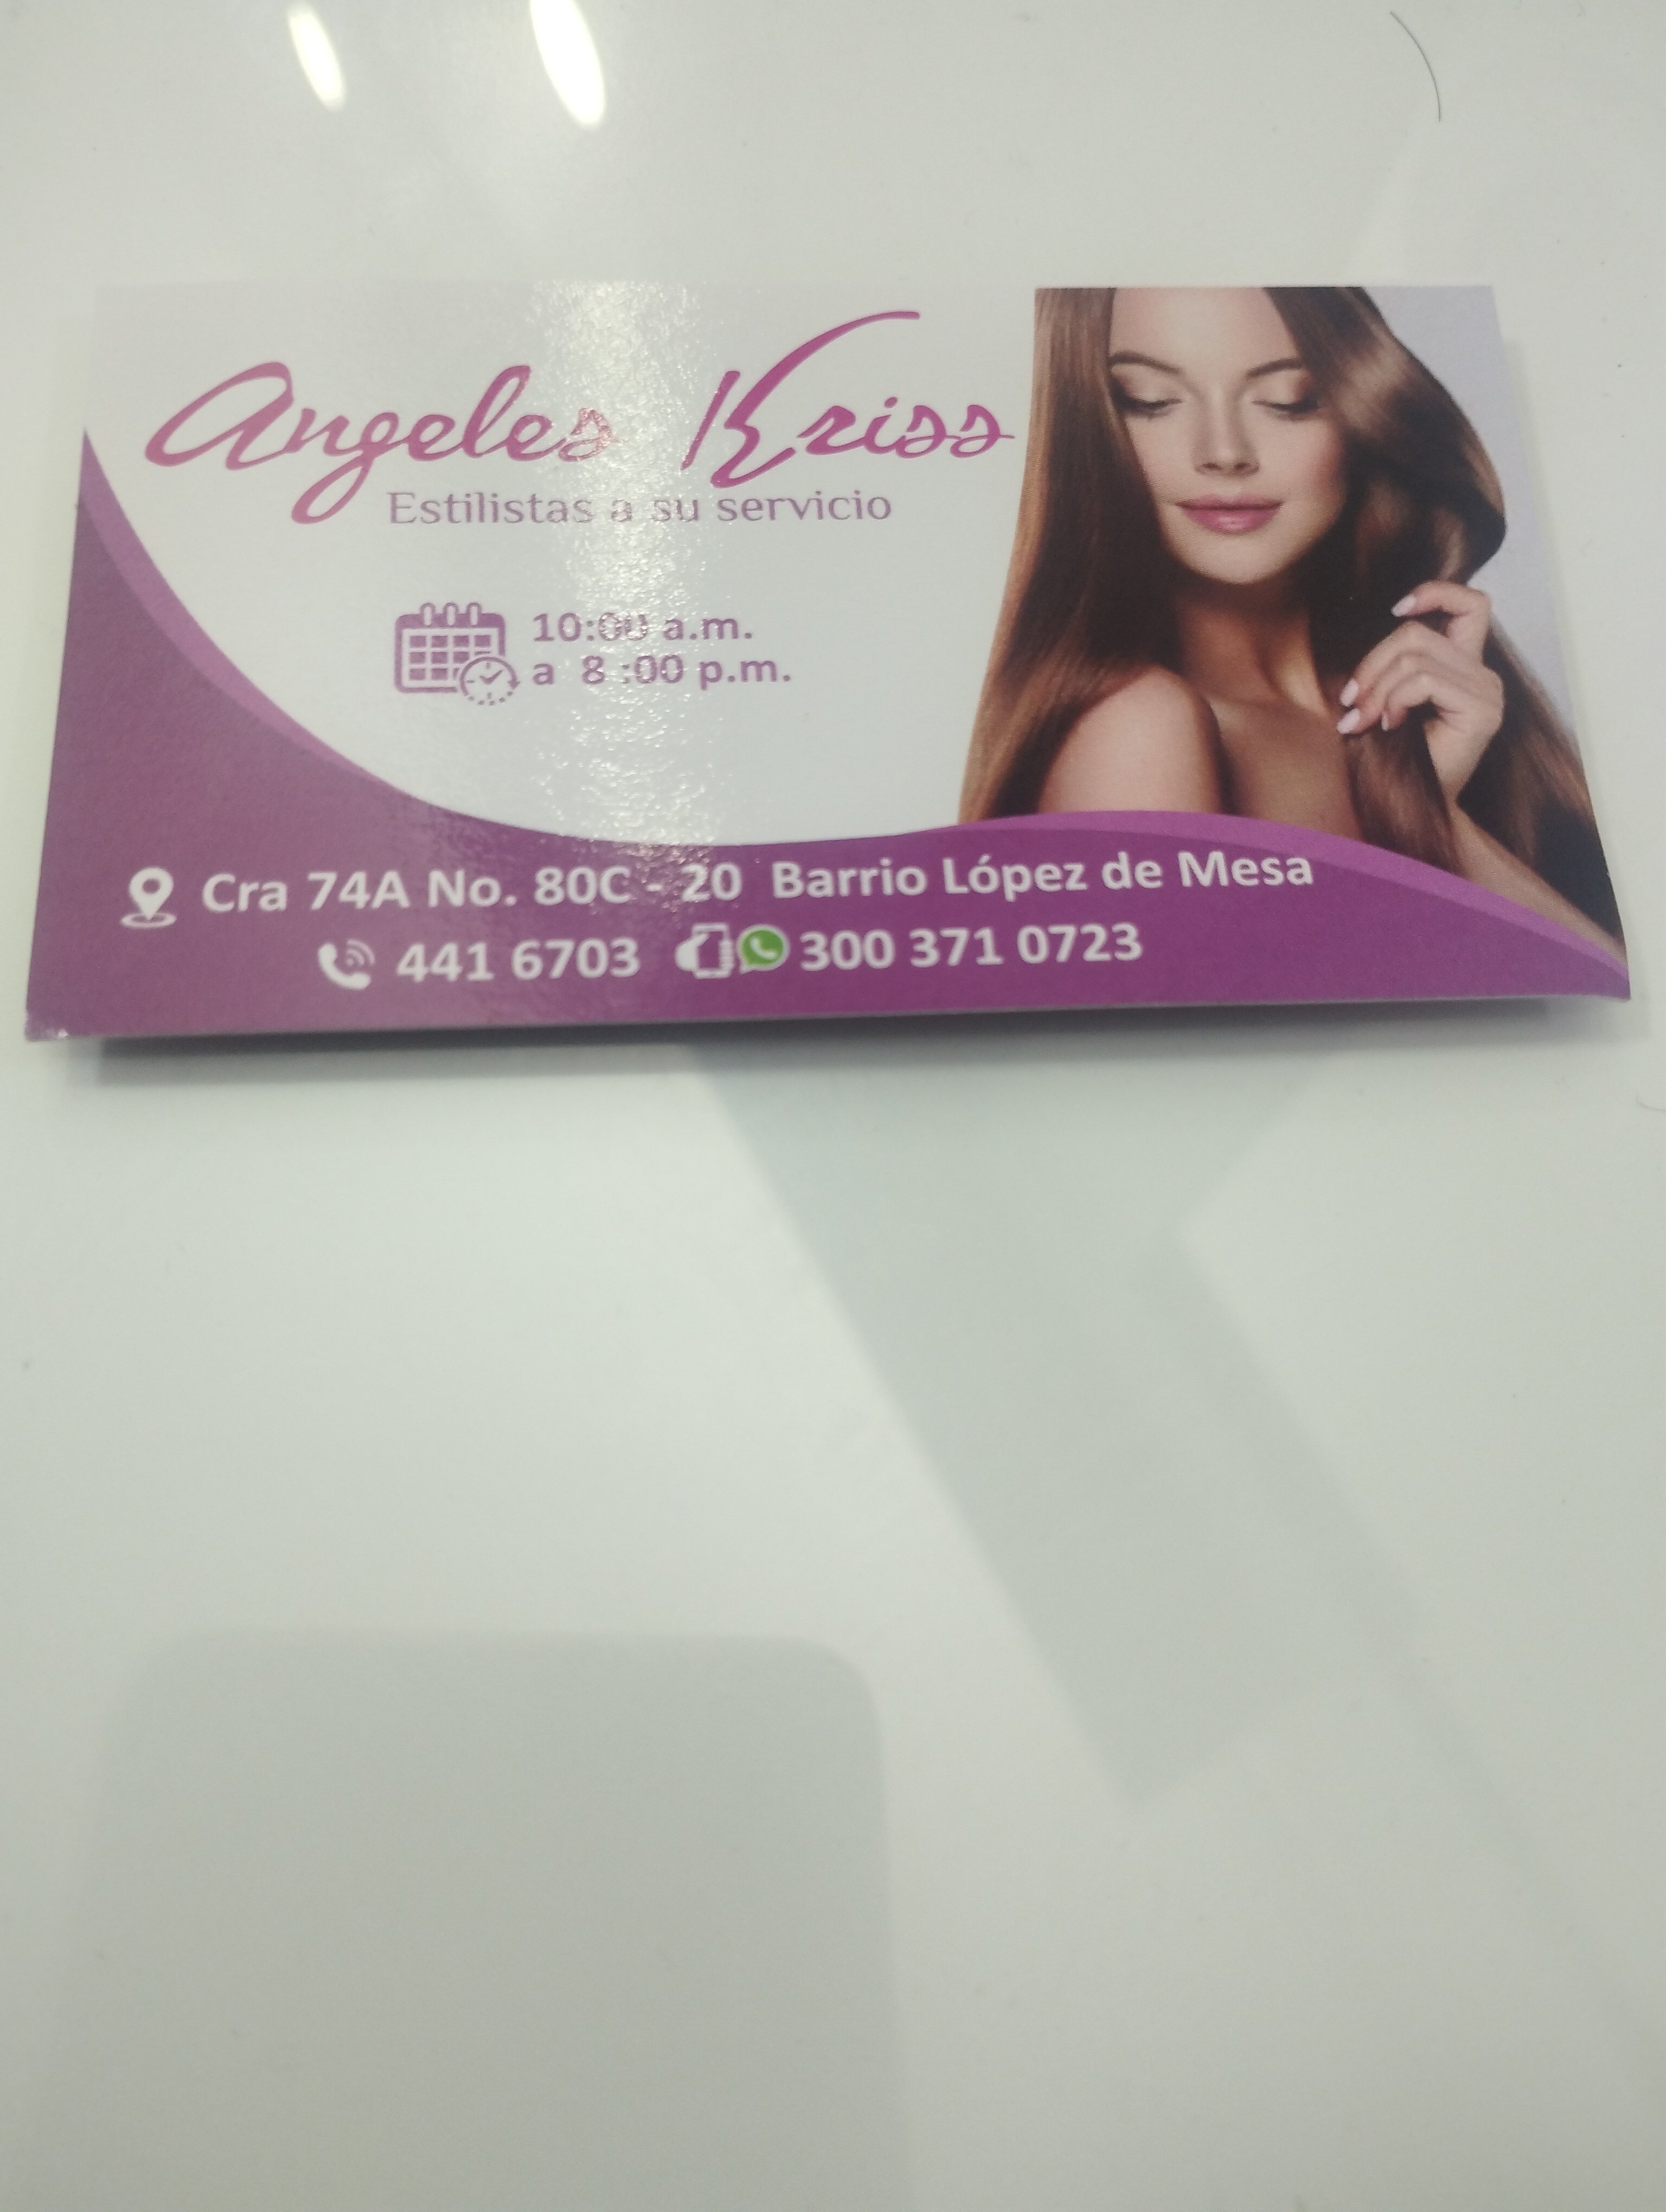 Angeles Kriss
Estilistas a su servicio
10:00 a.m.
a 8 :00 p.m.
Cra 74A No. 80C - 20 Barrio López de Mesa
441 6703 300 371 0723